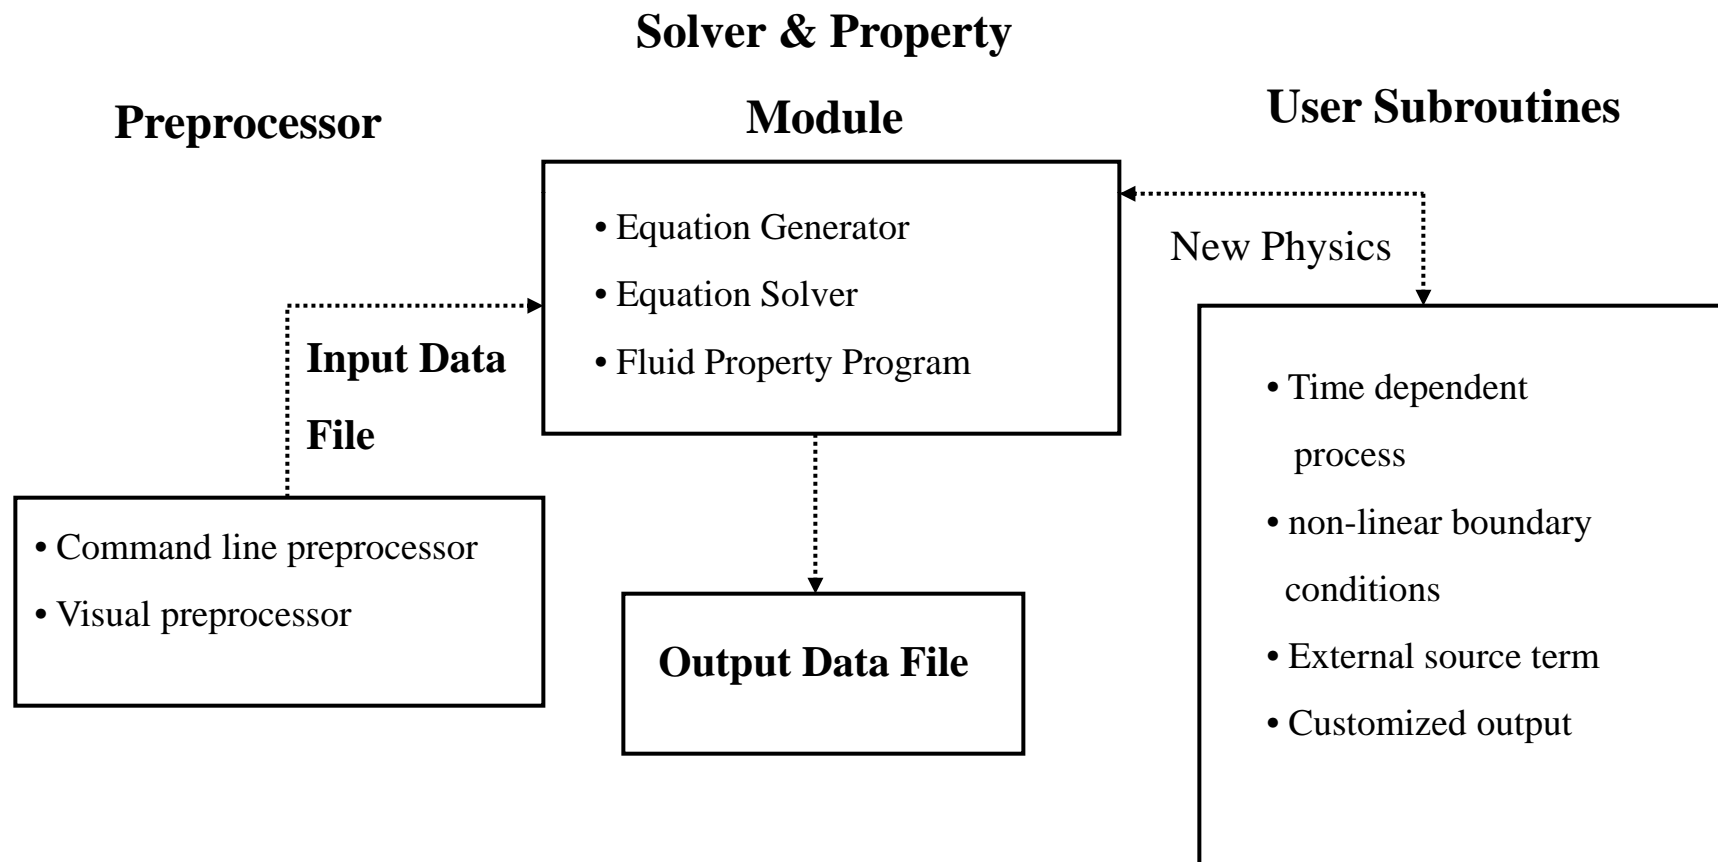 Solver & Property
Module
Preprocessor
User Subroutines
• Equation Generator
• Equation Solver
• Fluid Property Program
New Physics
Input Data
File
• Time dependent
process
• non-linear boundary
conditions
• External source term
• Customized output
• Command line preprocessor
• Visual preprocessor
Output Data File